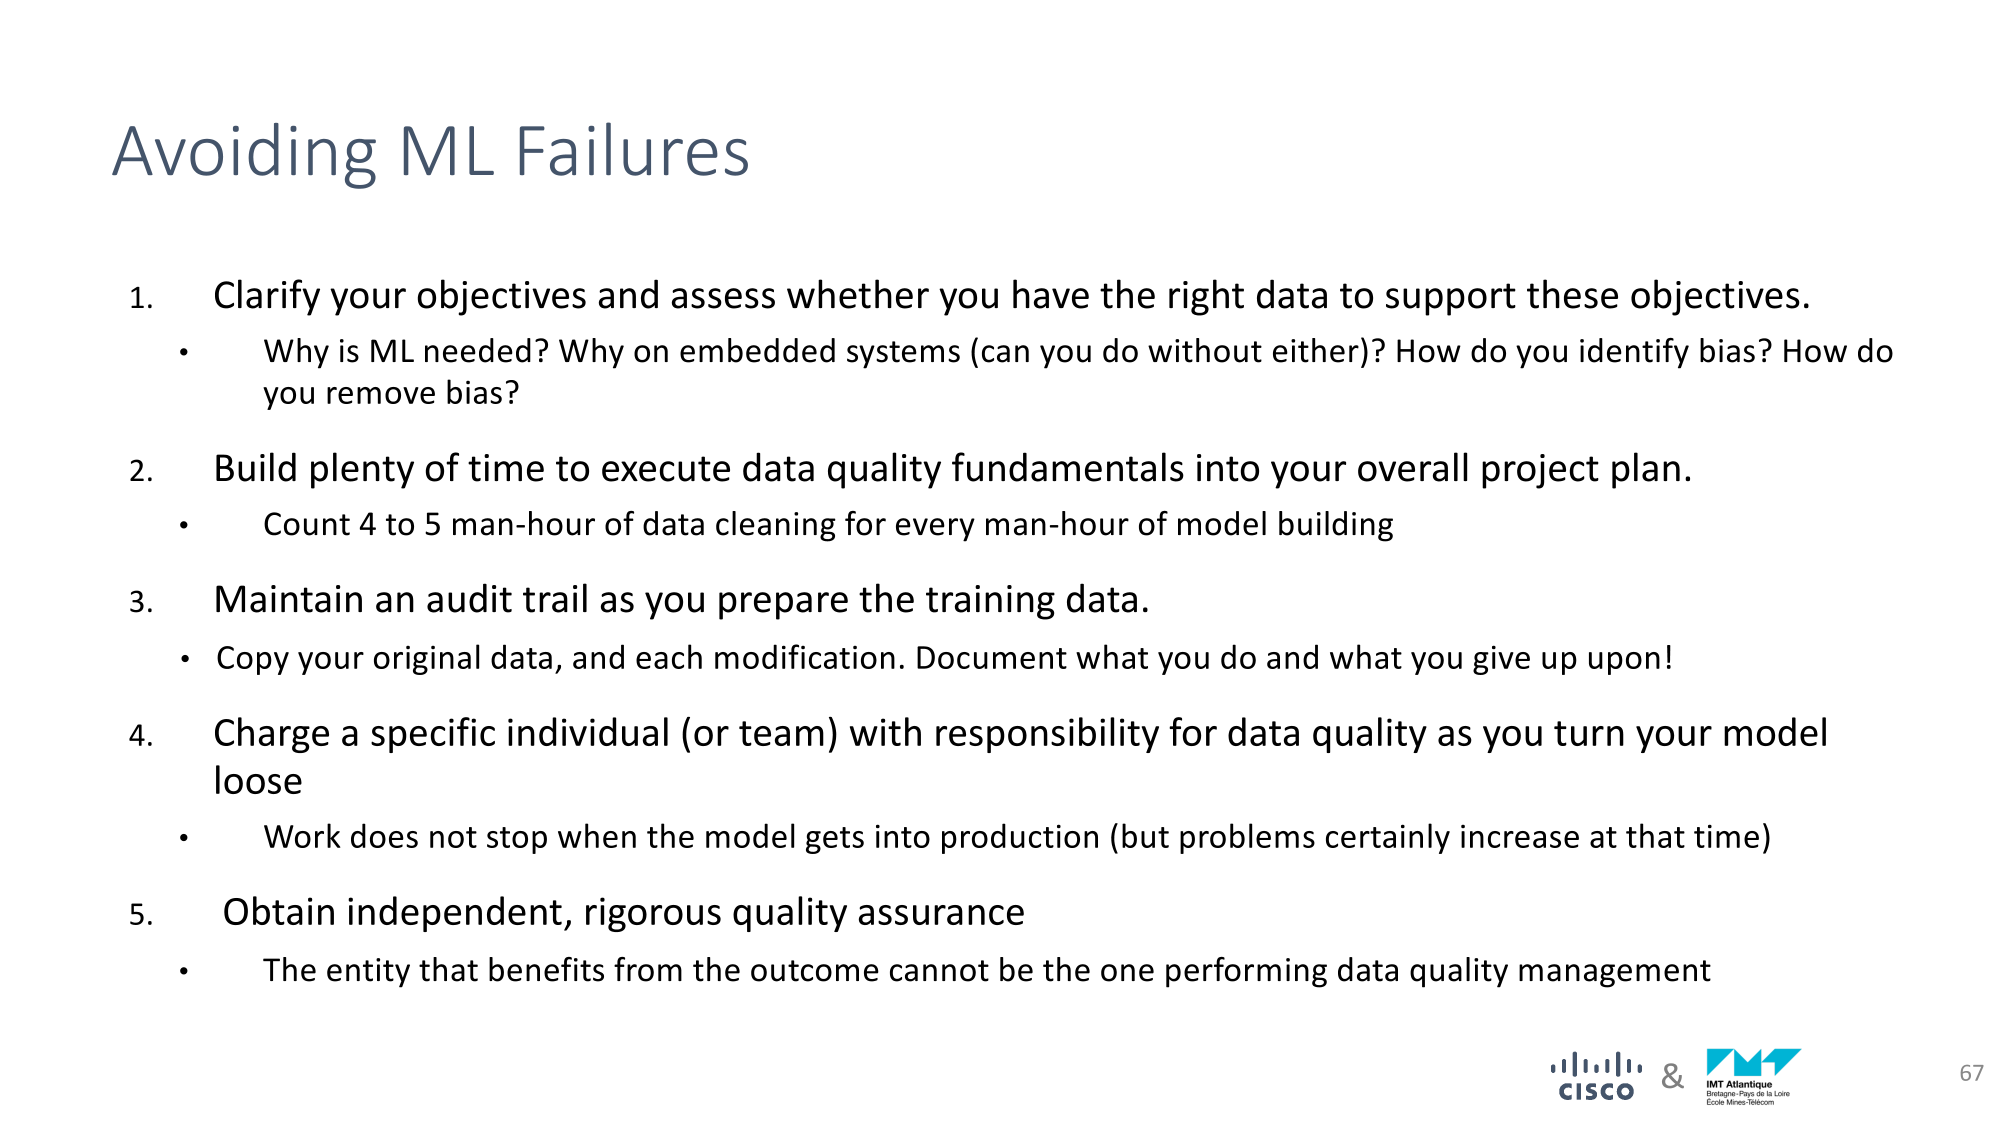 Avoiding ML Failures
1. Clarify your objectives and assess whether you have the right data to support these objectives.
• Why is ML needed? Why on embedded systems (can you do without either)? How do you identify bias? How do
you remove bias?
2. Build plenty of time to execute data quality fundamentals into your overall project plan.
• Count 4 to 5 man-hour of data cleaning for every man-hour of model building
3. Maintain an audit trail as you prepare the training data.
• Copy your original data, and each modification. Document what you do and what you give up upon!
4. Charge a specific individual (or team) with responsibility for data quality as you turn your model
loose
• Work does not stop when the model gets into production (but problems certainly increase at that time)
5. Obtain independent, rigorous quality assurance
• The entity that benefits from the outcome cannot be the one performing data quality management
CISCO
&
IMT Atlantique
Bretagne-Pays de la Loire
École Mines-Télécom
67